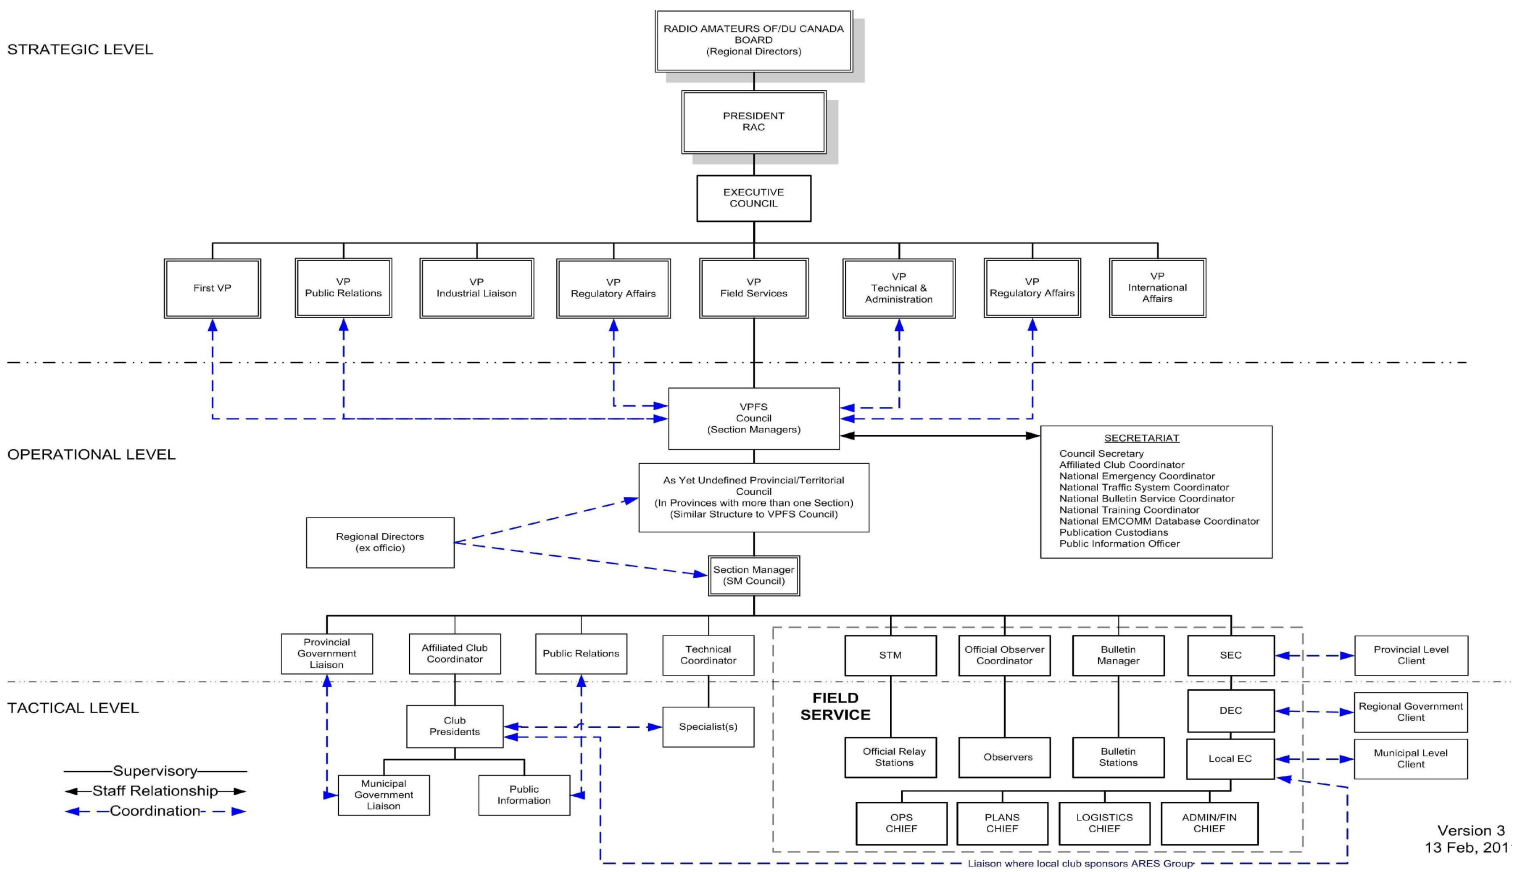 RADIO AMATEURS OF/DU CANADA
BOARD
(Regional Directors)
STRATEGIC LEVEL
PRESIDENT
RAC
EXECUTIVE
COUNCIL
First VP
VP
Public Relations
VP
Industrial Liaison
VP
Regulatory Affairs
VP
Field Services
VP
Technical &
Administration
VP
Regulatory Affairs
VP
International
Affairs
VPFS
Council
(Section Managers)
OPERATIONAL LEVEL
SECRETARIAT
Council Secretary
Affiliated Club Coordinator
National Emergency Coordinator
National Traffic System Coordinator
National Bulletin Service Coordinator
National Training Coordinator
National EMCOMM Database Coordinator
Publication Custodians
Public Information Officer
As Yet Undefined Provincial/Territorial
Council
(In Provinces with more than one Section)
(Similar Structure to VPFS Council)
Regional Directors
(ex officio)
Section Manager
(SM Council)
Provincial
Government
Liaison
Affiliated Club
Coordinator
Public Relations
Technical
Coordinator
STM
Official Observer
Coordinator
Bulletin
Manager
SEC
Provincial Level
Client
TACTICAL LEVEL
FIELD
SERVICE
Club
Presidents
Specialist(s)
DEC
Regional Government
Client
Official Relay
Stations
Observers
Bulletin
Stations
Local EC
Municipal Level
Client
Supervisory
Staff Relationship
Coordination
Municipal
Government
Liaison
Public
Information
OPS
CHIEF
PLANS
CHIEF
LOGISTICS
CHIEF
ADMIN/FIN
CHIEF
Liaison where local club sponsors ARES Group
Version 3
13 Feb, 201